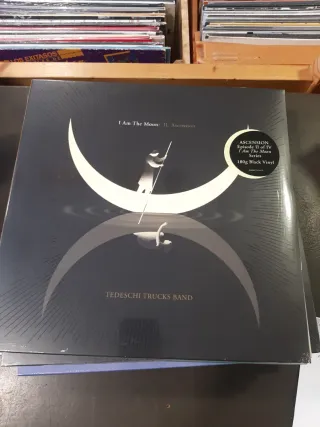 I Am The Moon: II. Ascension
ASCENSION
Episode II of IV
I Am The Moon
Series
180g Black Vinyl
TEDESCHI TRUCKS BAND